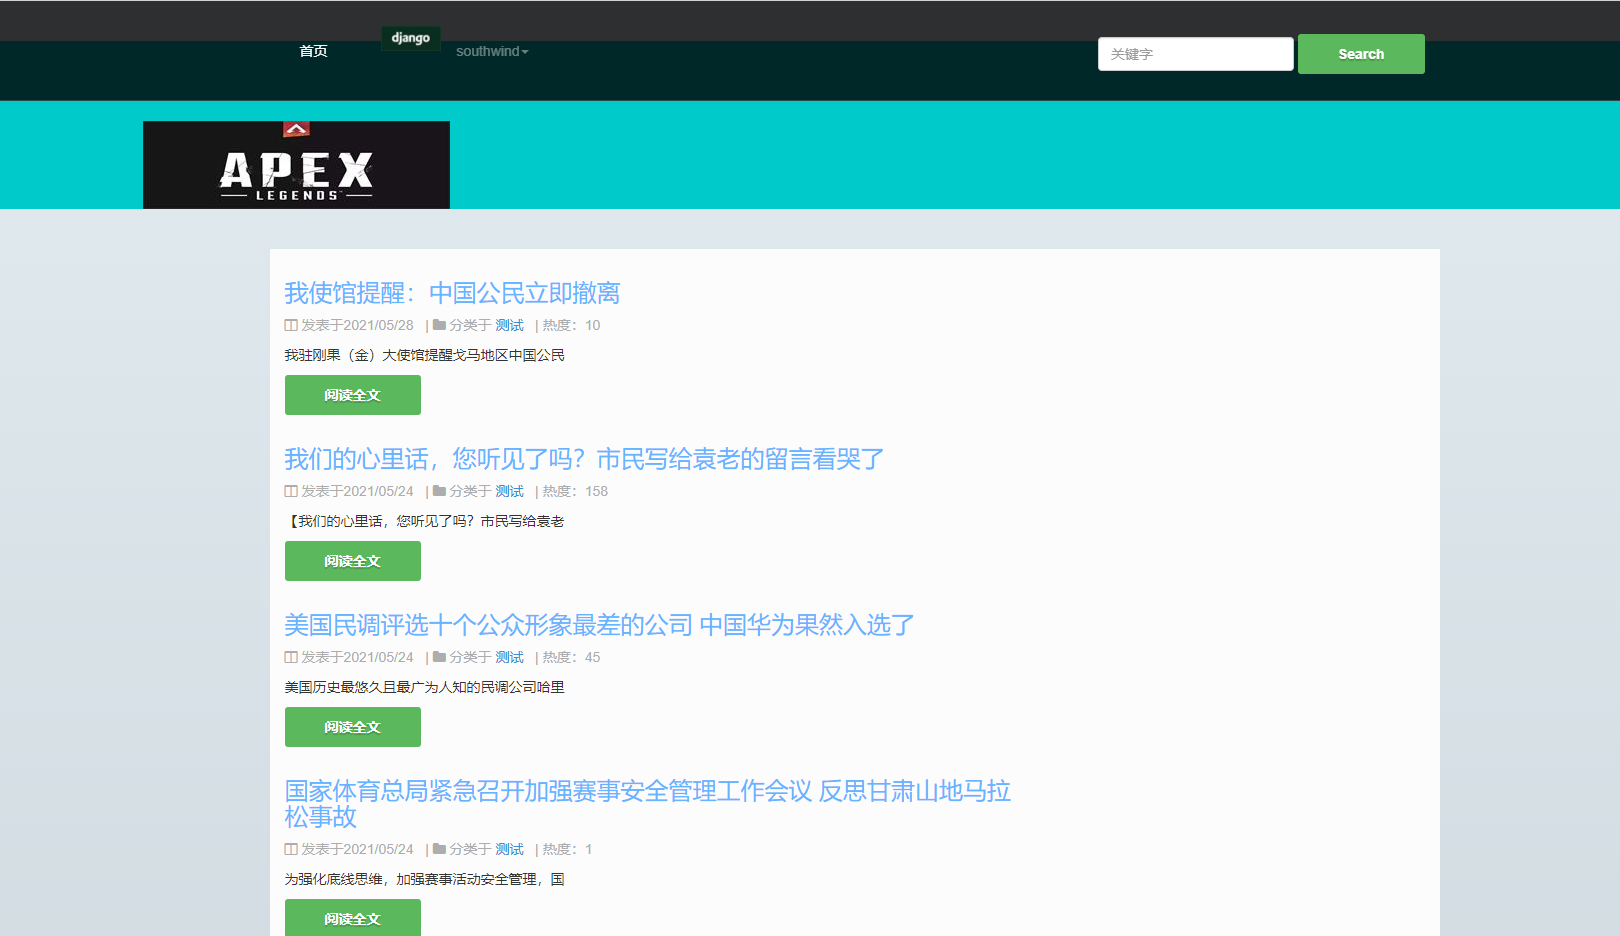 首页
django
southwind
关键字
Search
APEX
LEGENDS
我使馆提醒：中国公民立即撤离
发表于2021/05/28 | 分类于 测试 | 热度：10
我驻刚果（金）大使馆提醒戈马地区中国公民
阅读全文
我们的心里话，您听见了吗？市民写给袁老的留言看哭了
发表于2021/05/24 | 分类于 测试 | 热度：158
【我们的心里话，您听见了吗？市民写给袁老
阅读全文
美国民调评选十个公众形象最差的公司 中国华为果然入选了
发表于2021/05/24 | 分类于 测试 | 热度：45
美国历史最悠久且最广为人知的民调公司哈里
阅读全文
国家体育总局紧急召开加强赛事安全管理工作会议 反思甘肃山地马拉
松事故
发表于2021/05/24 | 分类于 测试 | 热度：1
为强化底线思维，加强赛事活动安全管理，国
阅读全文